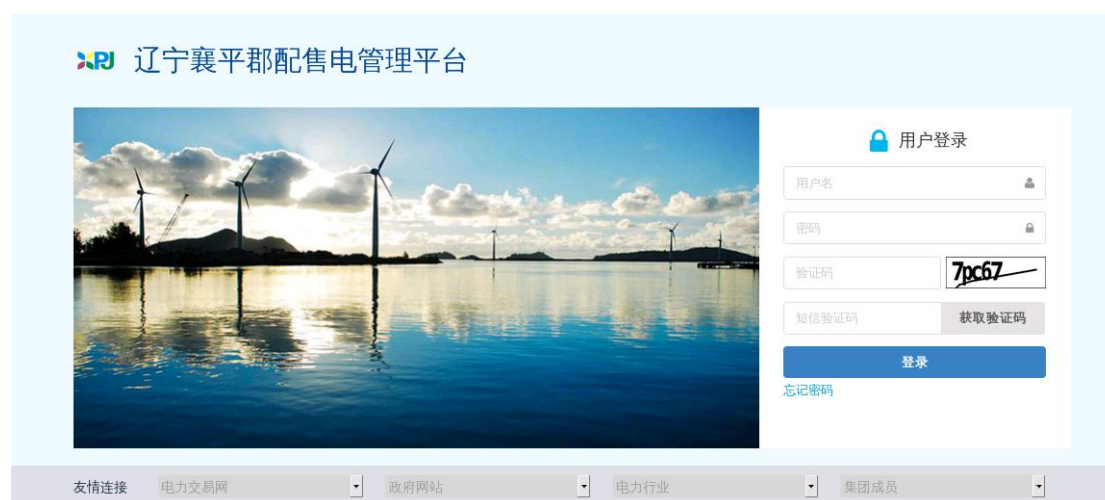 XPJ 辽宁襄平郡配售电管理平台
用户登录
用户名
密码
验证码 7pc67
短信验证码 获取验证码
登录
忘记密码
友情连接 电力交易网 政府网站 电力行业 集团成员